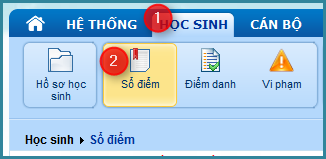 HỆ THỐNG 1 HỌC SINH CÁN BỘ
Hồ sơ học sinh
2 Sổ điểm
Điểm danh
Vi phạm
Học sinh ▸ Sổ điểm